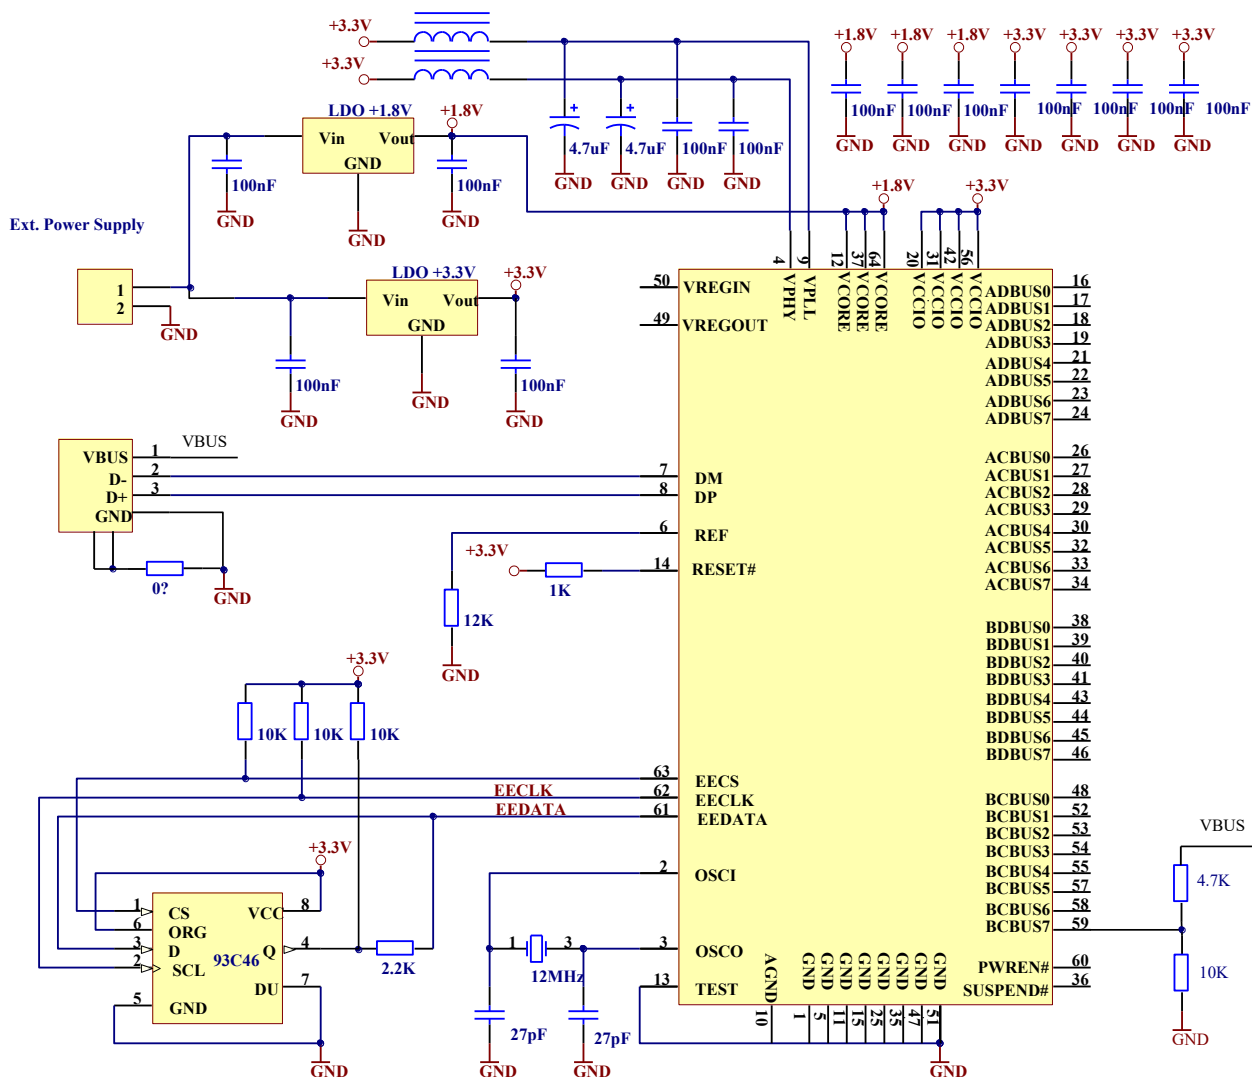 +3.3V
+3.3V
+1.8V +1.8V +1.8V +3.3V +3.3V +3.3V +3.3V
100nF 100nF 100nF 100nF 100nF 100nF 100nF
GND GND GND GND GND GND GND
LDO +1.8V
+1.8V
Vin Vout
GND
100nF
GND
GND
100nF
GND
4.7uF 4.7uF 100nF 100nF
GND GND GND GND
+1.8V
+3.3V
Ext. Power Supply
1
2
GND
LDO +3.3V
+3.3V
Vin Vout
GND
100nF
GND
GND
100nF
GND
4 VPHY
9 VPLL
12 VCORE
37 VCORE
64 VCORE
20 VCCIO
31 VCCIO
42 VCCIO
56 VCCIO
50 VREGIN
49 VREGOUT
ADBUS0 16
ADBUS1 17
ADBUS2 18
ADBUS3 19
ADBUS4 21
ADBUS5 22
ADBUS6 23
ADBUS7 24
VBUS 1 VBUS
D- 2
D+ 3
GND
0?
GND
7 DM
8 DP
6 REF
+3.3V
1K
14 RESET#
12K
GND
ACBUS0 26
ACBUS1 27
ACBUS2 28
ACBUS3 29
ACBUS4 30
ACBUS5 32
ACBUS6 33
ACBUS7 34
BDBUS0 38
BDBUS1 39
BDBUS2 40
BDBUS3 41
BDBUS4 43
BDBUS5 44
BDBUS6 45
BDBUS7 46
+3.3V
10K 10K 10K
63 EECS
EECLK 62 EECLK
EEDATA 61 EEDATA
BCBUS0 48
BCBUS1 52
BCBUS2 53
BCBUS3 54
BCBUS4 55
BCBUS5 57
BCBUS6 58
BCBUS7 59
VBUS
4.7K
10K
GND
+3.3V
1 CS VCC 8
6 ORG
3 D Q 4
93C46
2 SCL
DU 7
5 GND
2.2K
GND
2 OSCI
1 3
12MHz
3 OSCO
13 TEST
27pF 27pF
GND GND
PWREN# 60
SUSPEND# 36
AGND 10
GND 1
GND 5
GND 11
GND 15
GND 25
GND 35
GND 47
GND 51
GND